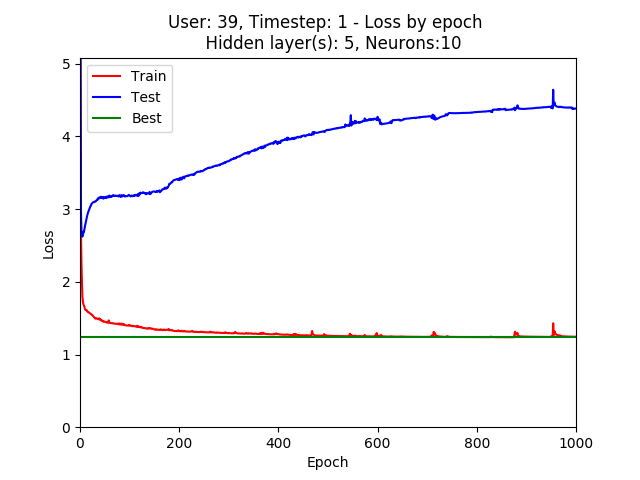 User: 39, Timestep: 1 - Loss by epoch
Hidden layer(s): 5, Neurons:10
Train
Test
Best
5
4
3
2
1
0
Loss
0 200 400 600 800 1000
Epoch